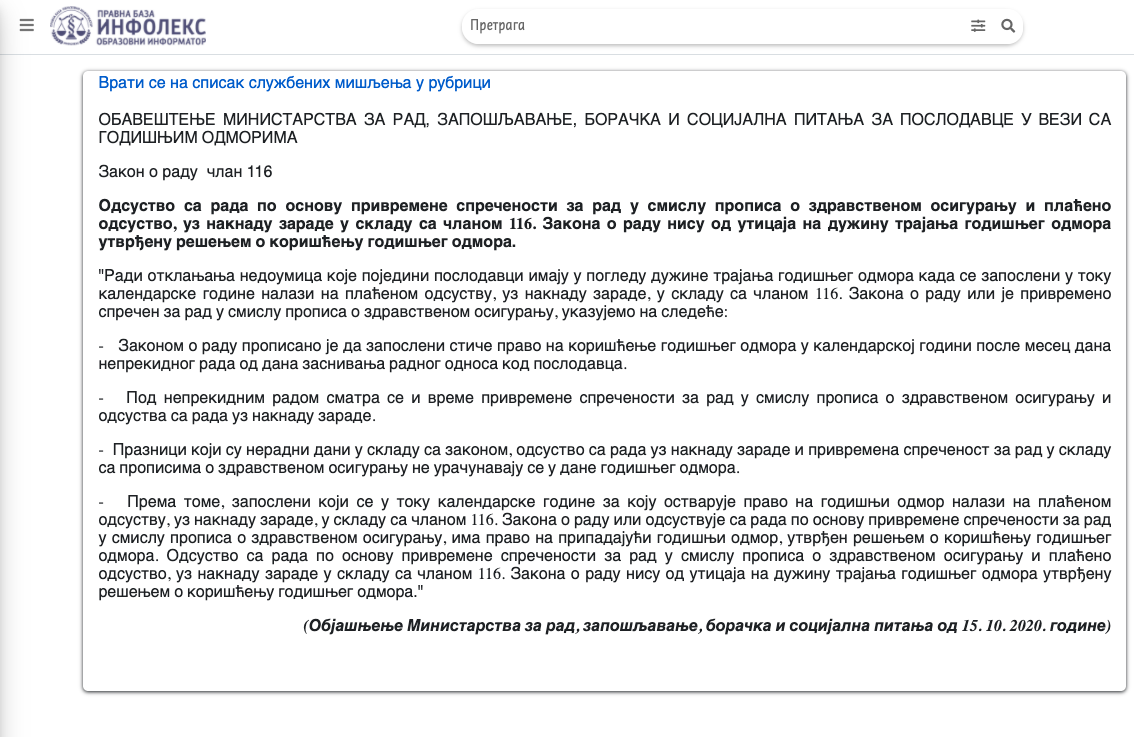 ПРАВНА БАЗА
ИНФОЛЕКС
ОБРАЗОВНИ ИНФОРМАТОР
Претрага
Врати се на списак службених мишљења у рубрици
ОБАВЕШТЕЊЕ МИНИСТАРСТВА ЗА РАД, ЗАПОШЉАВАЊЕ, БОРАЧКА И СОЦИЈАЛНА ПИТАЊА ЗА ПОСЛОДАВЦЕ У ВЕЗИ СА
ГОДИШЊИМ ОДМОРИМА
Закон о раду  члан 116
Одсуство са рада по основу привремене спречености за рад у смислу прописа о здравственом осигурању и плаћено
одсуство, уз накнаду зараде у складу са чланом 116. Закона о раду нису од утицаја на дужину трајања годишњег одмора
утврђену решењем о коришћењу годишњег одмора.
"Ради отклањања недоумица које поједини послодавци имају у погледу дужине трајања годишњег одмора када се запослени у току
календарске године налази на плаћеном одсуству, уз накнаду зараде, у складу са чланом 116. Закона о раду или је привремено
спречен за рад у смислу прописа о здравственом осигурању, указујемо на следеће:
-   Законом о раду прописано је да запослени стиче право на коришћење годишњег одмора у календарској години после месец дана
непрекидног рада од дана заснивања радног односа код послодавца.
-   Под непрекидним радом сматра се и време привремене спречености за рад у смислу прописа о здравственом осигурању и
одсуства са рада уз накнаду зараде.
-  Празници који су нерадни дани у складу са законом, одсуство са рада уз накнаду зараде и привремена спреченост за рад у складу
са прописима о здравственом осигурању не урачунавају се у дане годишњег одмора.
-   Према томе, запослени који се у току календарске године за коју остварује право на годишњи одмор налази на плаћеном
одсуству, уз накнаду зараде, у складу са чланом 116. Закона о раду или одсуствује са рада по основу привремене спречености за рад
у смислу прописа о здравственом осигурању, има право на припадајући годишњи одмор, утврђен решењем о коришћењу годишњег
одмора. Одсуство са рада по основу привремене спречености за рад у смислу прописа о здравственом осигурању и плаћено
одсуство, уз накнаду зараде у складу са чланом 116. Закона о раду нису од утицаја на дужину трајања годишњег одмора утврђену
решењем о коришћењу годишњег одмора."
(Објашњење Министарства за рад, запошљавање, борачка и социјална питања од 15. 10. 2020. године)